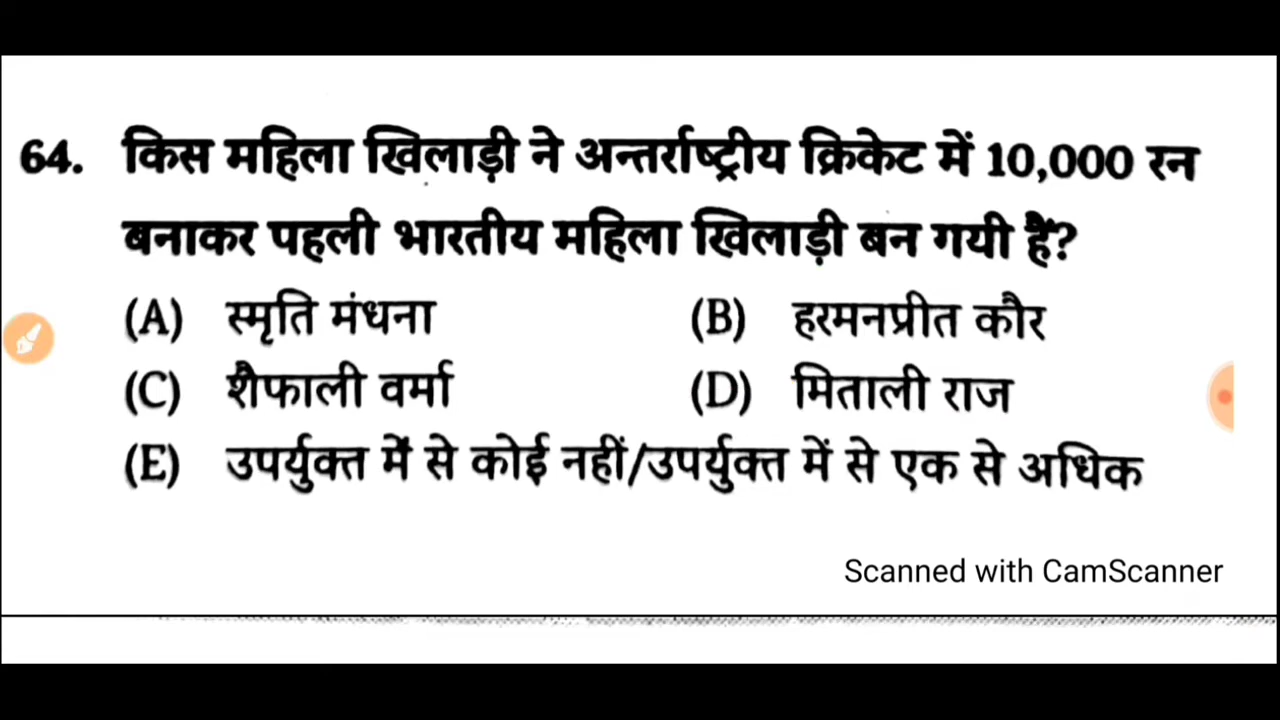 64. किस महिला खिलाड़ी ने अन्तर्राष्ट्रीय क्रिकेट में 10,000 रन
बनाकर पहली भारतीय महिला खिलाड़ी बन गयी हैं?
(A) स्मृति मंधना (B) हरमनप्रीत कौर
(C) शैफाली वर्मा (D) मिताली राज
(E) उपर्युक्त में से कोई नहीं/उपर्युक्त में से एक से अधिक
Scanned with CamScanner